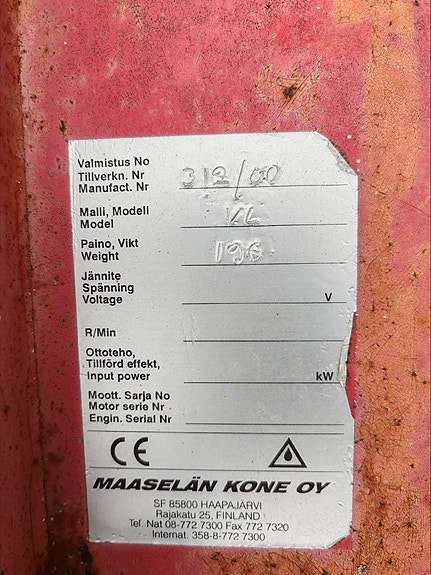 Valmistus No
Tillverkn. Nr
Manufact. Nr 312/00
Malli, Modell
Model VL
Paino, Vikt
Weight 196
Jännite
Spänning
Voltage V
R/Min
Ottoteho,
Tillförd effekt,
Input power kW
Moott. Sarja No
Motor serie Nr
Engin. Serial Nr
CE
MAASELÄN KONE OY
SF 85800 HAAPAJÄRVI
Rajakatu 25, FINLAND
Tel. Nat 08-772 7300 Fax 772 7320
Internat. 358-8-772 7300